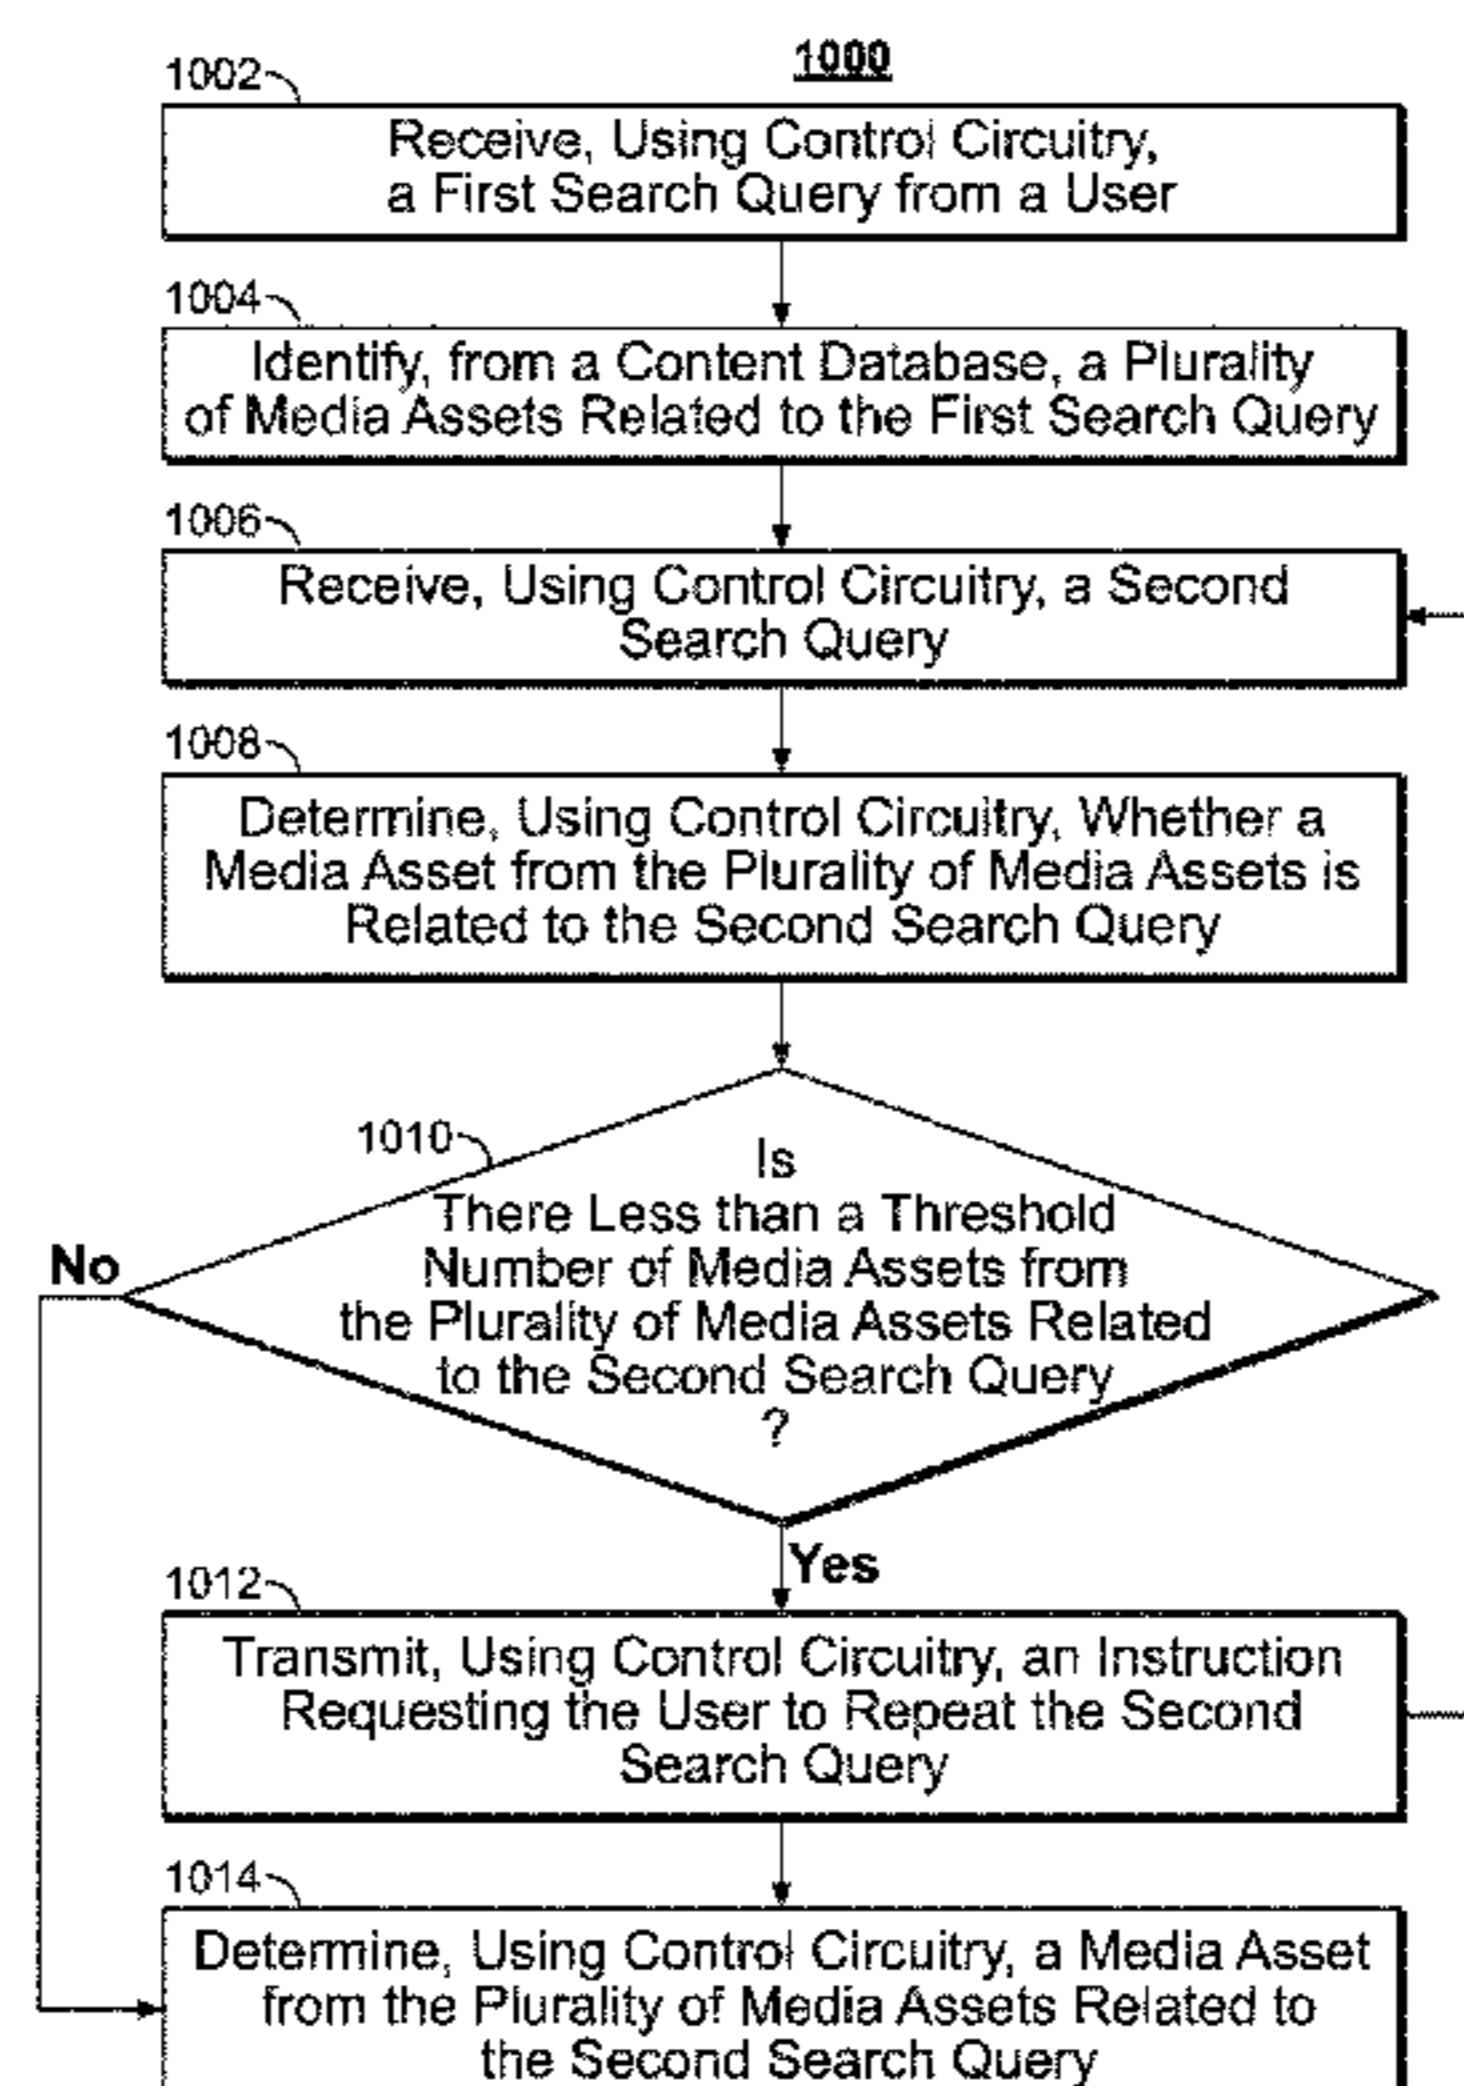 1000
1002
Receive, Using Control Circuitry,
a First Search Query from a User
1004
Identify, from a Content Database, a Plurality
of Media Assets Related to the First Search Query
1006
Receive, Using Control Circuitry, a Second
Search Query
1008
Determine, Using Control Circuitry, Whether a
Media Asset from the Plurality of Media Assets is
Related to the Second Search Query
1010
Is
There Less than a Threshold
Number of Media Assets from
the Plurality of Media Assets Related
to the Second Search Query
?
No
Yes
1012
Transmit, Using Control Circuitry, an Instruction
Requesting the User to Repeat the Second
Search Query
1014
Determine, Using Control Circuitry, a Media Asset
from the Plurality of Media Assets Related to
the Second Search Query